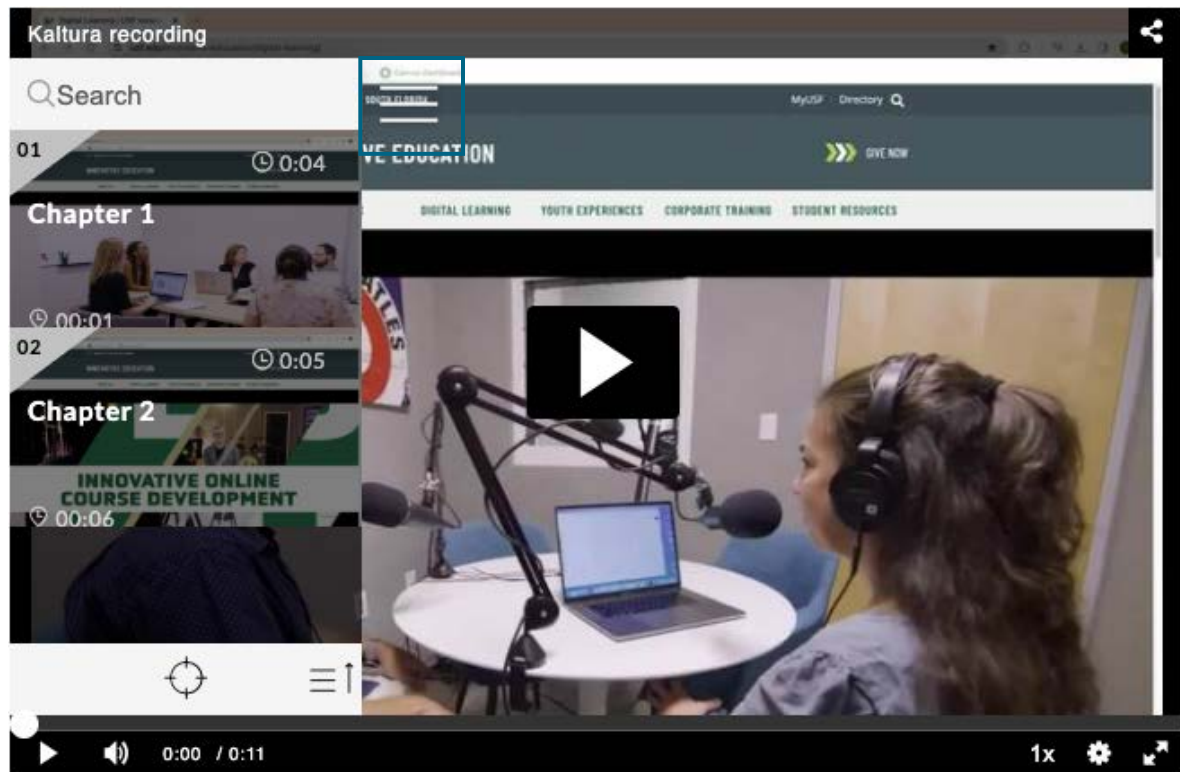 Kaltura recording
Search
SOUTH FLORIDA
MyUSF Directory
01
0:04
VE EDUCATION
GIVE NOW
Chapter 1
DIGITAL LEARNING YOUTH EXPERIENCES CORPORATE TRAINING STUDENT RESOURCES
00:01
02
0:05
Chapter 2
INNOVATIVE ONLINE
COURSE DEVELOPMENT
00:06
0:00 / 0:11
1x